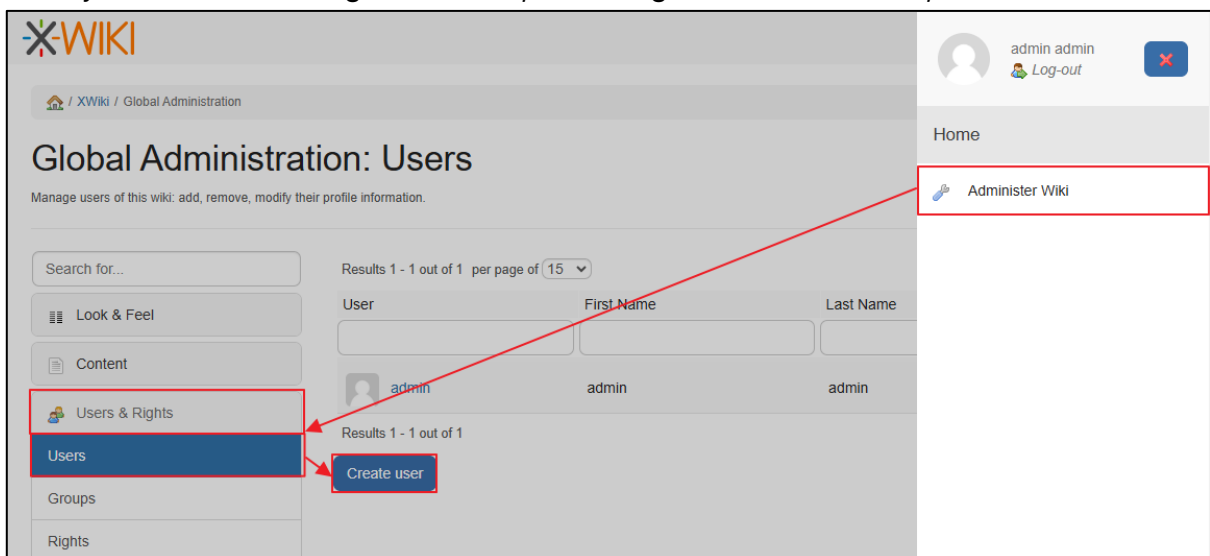 XWIKI
/ XWiki / Global Administration
Global Administration: Users
Manage users of this wiki: add, remove, modify their profile information.
Search for...
Look & Feel
Content
Users & Rights
Users
Groups
Rights
Results 1 - 1 out of 1 per page of 15
User First Name Last Name
admin admin admin
Results 1 - 1 out of 1
Create user
admin admin
Log-out
Home
Administer Wiki